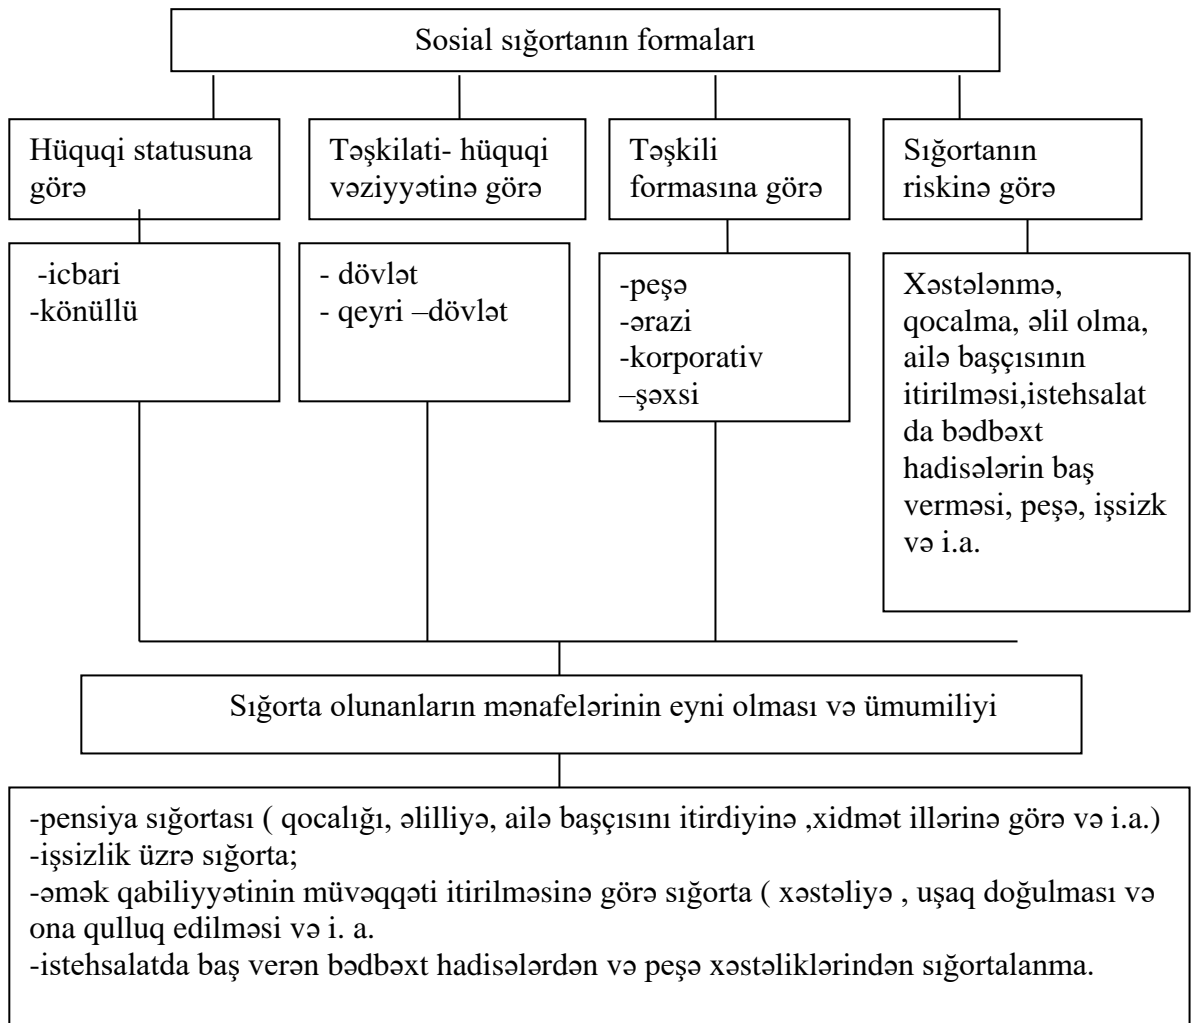 Sosial sığortanın formaları
Hüquqi statusuna
görə
Təşkilati- hüquqi
vəziyyətinə görə
Təşkili
formasına görə
Sığortanın
riskinə görə
-icbari
-könüllü
- dövlət
- qeyri –dövlət
-peşə
-ərazi
-korporativ
–şəxsi
Xəstələnmə,
qocalma, əlil olma,
ailə başçısının
itirilməsi,istehsalat
da bədbəxt
hadisələrin baş
verməsi, peşə, işsizk
və i.a.
Sığorta olunanların mənafelərinin eyni olması və ümumiliyi
-pensiya sığortası ( qocalığı, əlilliyə, ailə başçısını itirdiyinə ,xidmət illərinə görə və i.a.)
-işsizlik üzrə sığorta;
-əmək qabiliyyətinin müvəqqəti itirilməsinə görə sığorta ( xəstəliyə , uşaq doğulması və
ona qulluq edilməsi və i. a.
-istehsalatda baş verən bədbəxt hadisələrdən və peşə xəstəliklərindən sığortalanma.